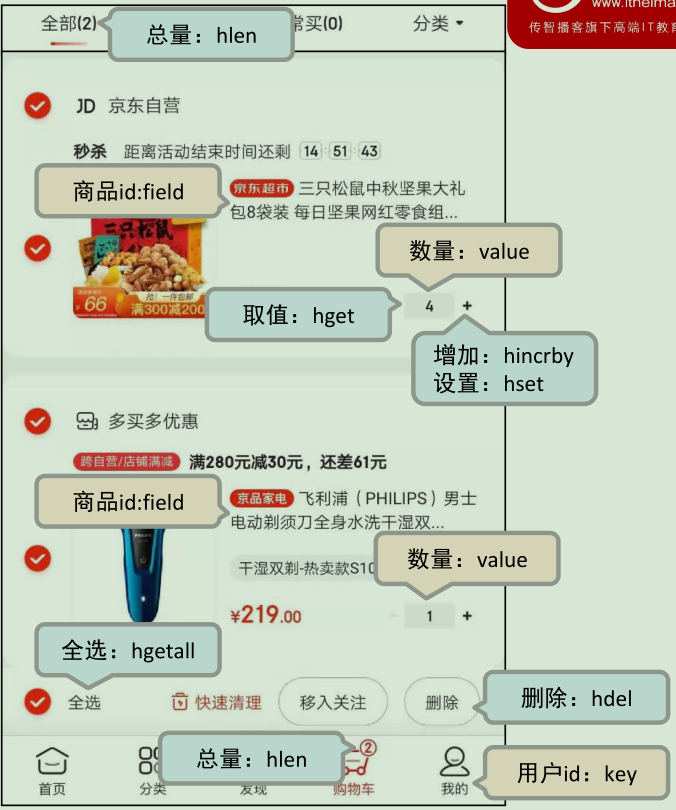 www.itheima
传智播客旗下高端IT教育
全部(2)
总量：hlen
常买(0)
分类
JD 京东自营
秒杀 距离活动结束时间还剩 14:51:43
商品id:field
京东超市 三只松鼠中秋坚果大礼
包8袋装 每日坚果网红零食组...
三只松鼠
数量：value
¥66
抢！一件包邮
满300减200
取值：hget
4 +
增加：hincrby
设置：hset
多买多优惠
跨自营/店铺满减 满280元减30元，还差61元
商品id:field
京品家电 飞利浦（PHILIPS）男士
电动剃须刀全身水洗干湿双...
PHILIPS
干湿双剃-热卖款S10
数量：value
¥219.00
- 1 +
全选：hgetall
全选
快速清理
移入关注
删除
删除：hdel
总量：hlen
2
用户id：key
首页
分类
发现
购物车
我的